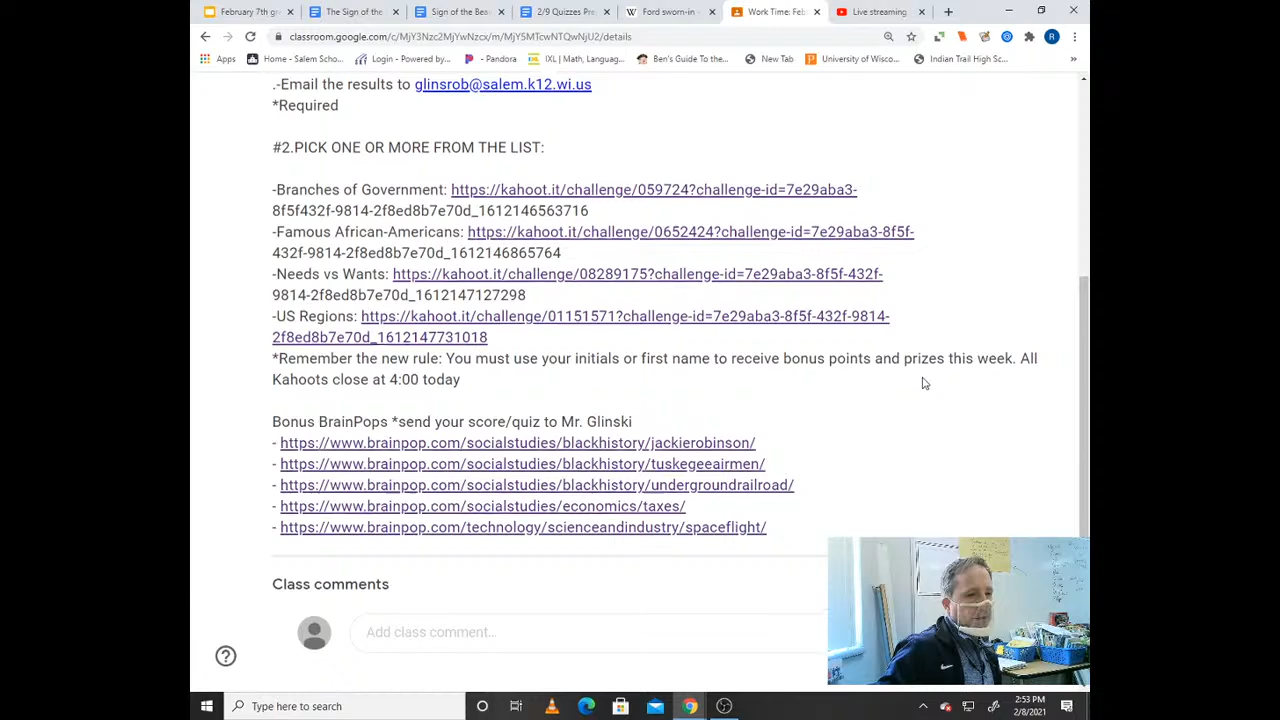 February 7th gr
The Sign of the
Sign of the Bea
2/9 Quizzes Pre
Ford sworn-in
Work Time: Feb
Live streaming
classroom.google.com/c/MjY3Nzc2MjYwNzcx/m/MjY5MTcwNTQwNjU2/details
R
Apps
Home - Salem Scho...
Login - Powered by...
- Pandora
IXL | Math, Languag...
Ben's Guide To the...
New Tab
University of Wisco...
Indian Trail High Sc...
.-Email the results to glinsrob@salem.k12.wi.us
*Required
#2.PICK ONE OR MORE FROM THE LIST:
-Branches of Government: https://kahoot.it/challenge/059724?challenge-id=7e29aba3-
8f5f432f-9814-2f8ed8b7e70d_1612146563716
-Famous African-Americans: https://kahoot.it/challenge/0652424?challenge-id=7e29aba3-8f5f-
432f-9814-2f8ed8b7e70d_1612146865764
-Needs vs Wants: https://kahoot.it/challenge/08289175?challenge-id=7e29aba3-8f5f-432f-
9814-2f8ed8b7e70d_1612147127298
-US Regions: https://kahoot.it/challenge/01151571?challenge-id=7e29aba3-8f5f-432f-9814-
2f8ed8b7e70d_1612147731018
*Remember the new rule: You must use your initials or first name to receive bonus points and prizes this week. All
Kahoots close at 4:00 today
Bonus BrainPops *send your score/quiz to Mr. Glinski
- https://www.brainpop.com/socialstudies/blackhistory/jackierobinson/
- https://www.brainpop.com/socialstudies/blackhistory/tuskegeeairmen/
- https://www.brainpop.com/socialstudies/blackhistory/undergroundrailroad/
- https://www.brainpop.com/socialstudies/economics/taxes/
- https://www.brainpop.com/technology/scienceandindustry/spaceflight/
Class comments
Add class comment...
Type here to search
2:53 PM
2/8/2021